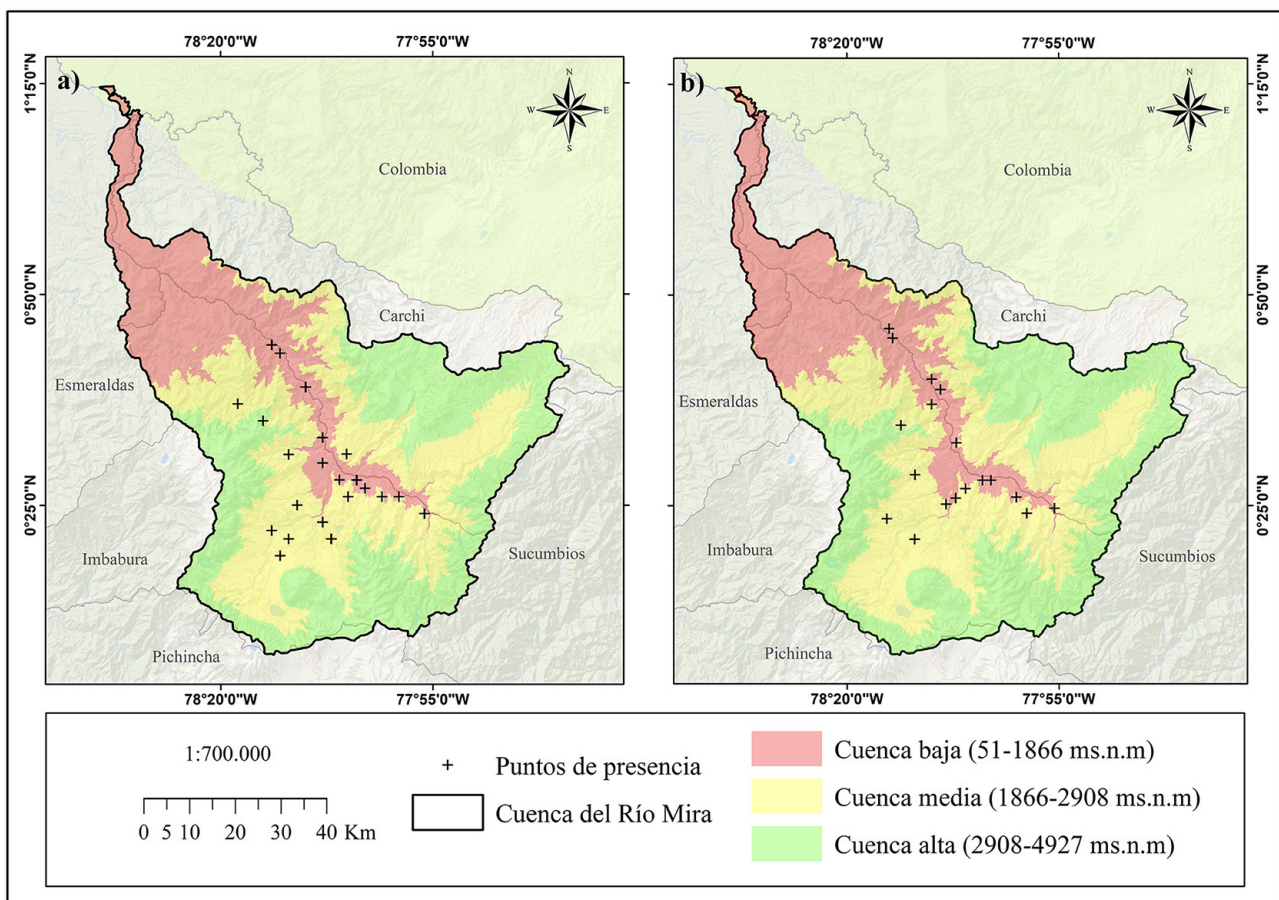 78°20'0"W
77°55'0"W
78°20'0"W
77°55'0"W
a)
b)
1°15'0"N
0°50'0"N
0°25'0"N
1°15'0"N
0°50'0"N
0°25'0"N
N
W
E
S
Colombia
Carchi
Esmeraldas
Imbabura
Sucumbios
Pichincha
N
W
E
S
Colombia
Carchi
Esmeraldas
Imbabura
Sucumbios
Pichincha
78°20'0"W
77°55'0"W
78°20'0"W
77°55'0"W
1:700.000
0 5 10 20 30 40 Km
Puntos de presencia
Cuenca del Río Mira
Cuenca baja (51-1866 ms.n.m)
Cuenca media (1866-2908 ms.n.m)
Cuenca alta (2908-4927 ms.n.m)